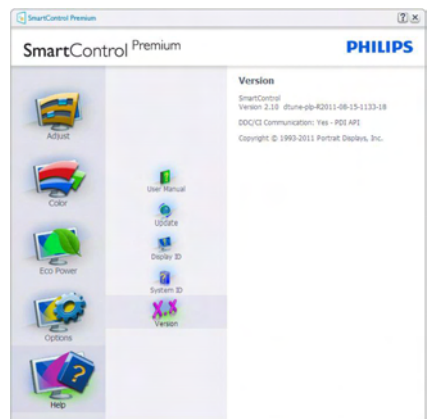 SmartControl Premium
SmartControl Premium
PHILIPS
Adjust
Color
Eco Power
Options
Help
User Manual
Update
Display ID
System ID
X.X
Version
Version
SmartControl
Version 2.10 dtune-plp-R2011-08-15-1133-18
DDC/CI Communication: Yes - PDI API
Copyright © 1993-2011 Portrait Displays, Inc.